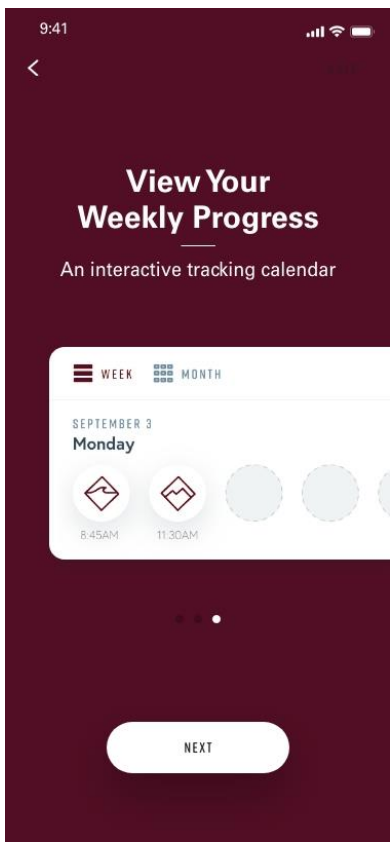 9:41
View Your
Weekly Progress
An interactive tracking calendar
WEEK MONTH
SEPTEMBER 3
Monday
8:45AM 11:30AM
NEXT